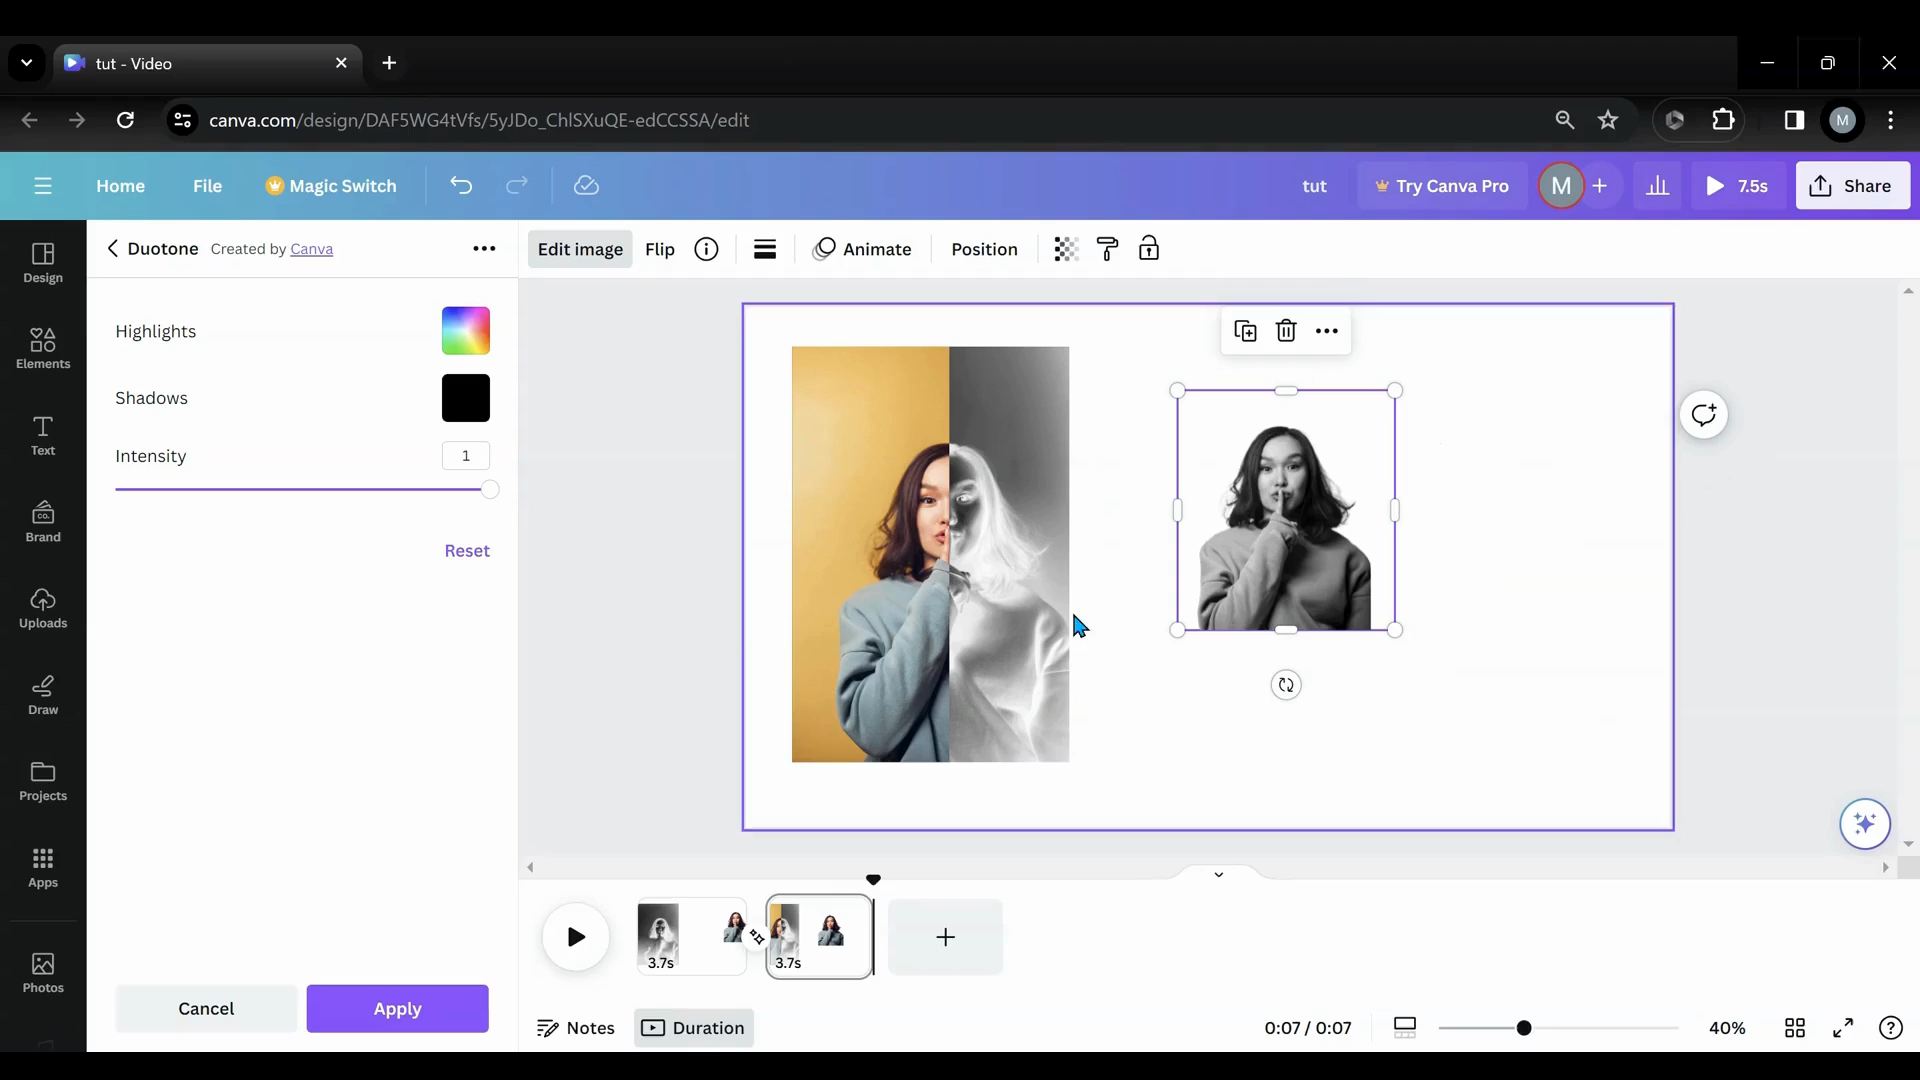 tut - Video
canva.com/design/DAF5WG4tVfs/5yJDo_ChlSXuQE-edCCSSA/edit
M
Home File Magic Switch tut Try Canva Pro M 7.5s Share
Design
Elements
Text
Brand
Uploads
Draw
Projects
Apps
Photos
Duotone Created by Canva
Highlights
Shadows
Intensity 1
Reset
Cancel Apply
Edit image Flip Animate Position
3.7s 3.7s
Notes Duration 0:07 / 0:07 40%